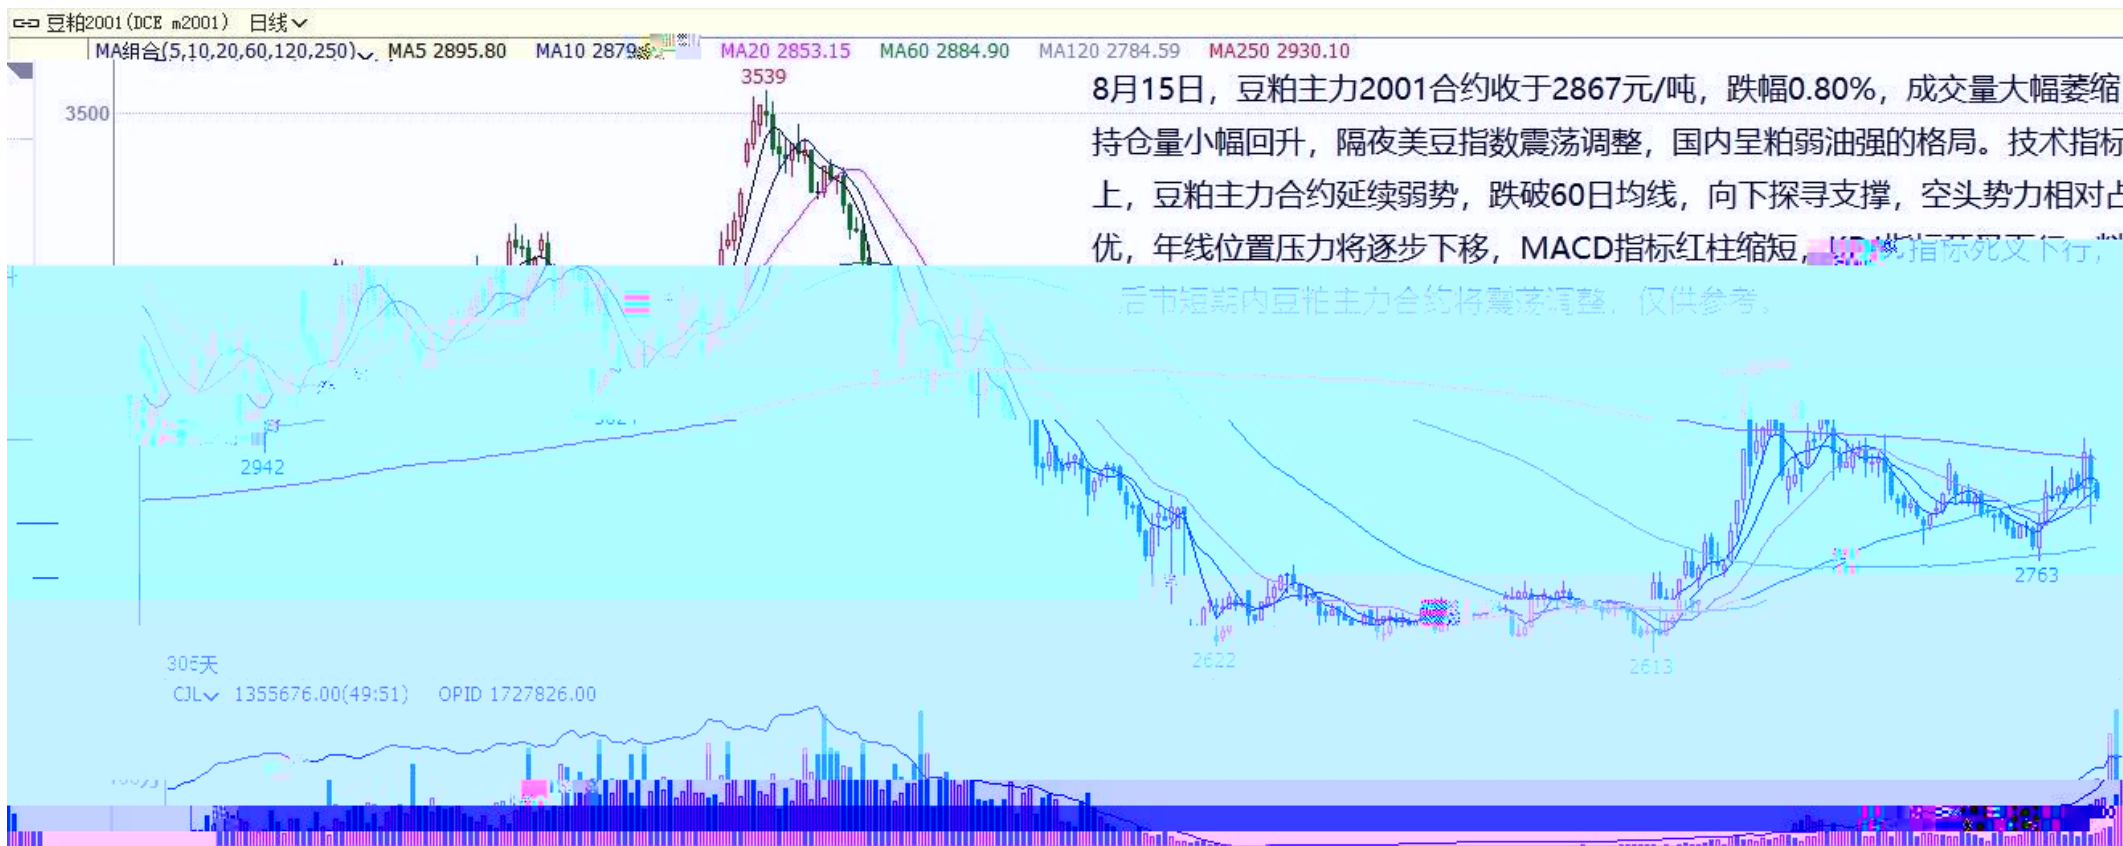 豆粕2001(DCE m2001) 日线
MA组合(5,10,20,60,120,250) MA5 2895.80 MA10 2879 MA20 2853.15 MA60 2884.90 MA120 2784.59 MA250 2930.10
3539
3500
8月15日，豆粕主力2001合约收于2867元/吨，跌幅0.80%，成交量大幅萎缩
持仓量小幅回升，隔夜美豆指数震荡调整，国内呈粕弱油强的格局。技术指标
上，豆粕主力合约延续弱势，跌破60日均线，向下探寻支撑，空头势力相对占
优，年线位置压力将逐步下移，MACD指标红柱缩短，指标死叉下行，
后市短期内豆粕主力合约将震荡调整，仅供参考。
2942
2763
2622
2613
306天
CJL 1355676.00(49:51) OPID 1727826.00